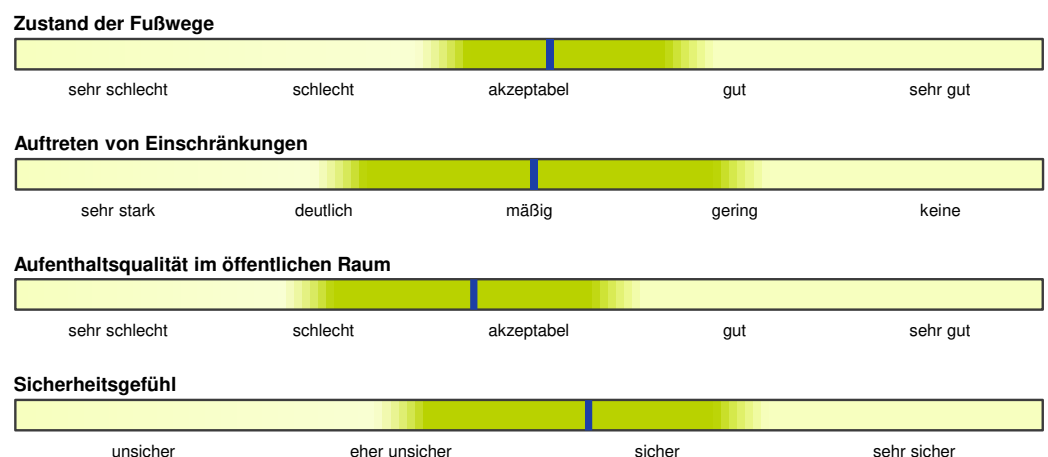 Zustand der Fußwege
sehr schlecht schlecht akzeptabel gut sehr gut
Auftreten von Einschränkungen
sehr stark deutlich mäßig gering keine
Aufenthaltsqualität im öffentlichen Raum
sehr schlecht schlecht akzeptabel gut sehr gut
Sicherheitsgefühl
unsicher eher unsicher sicher sehr sicher